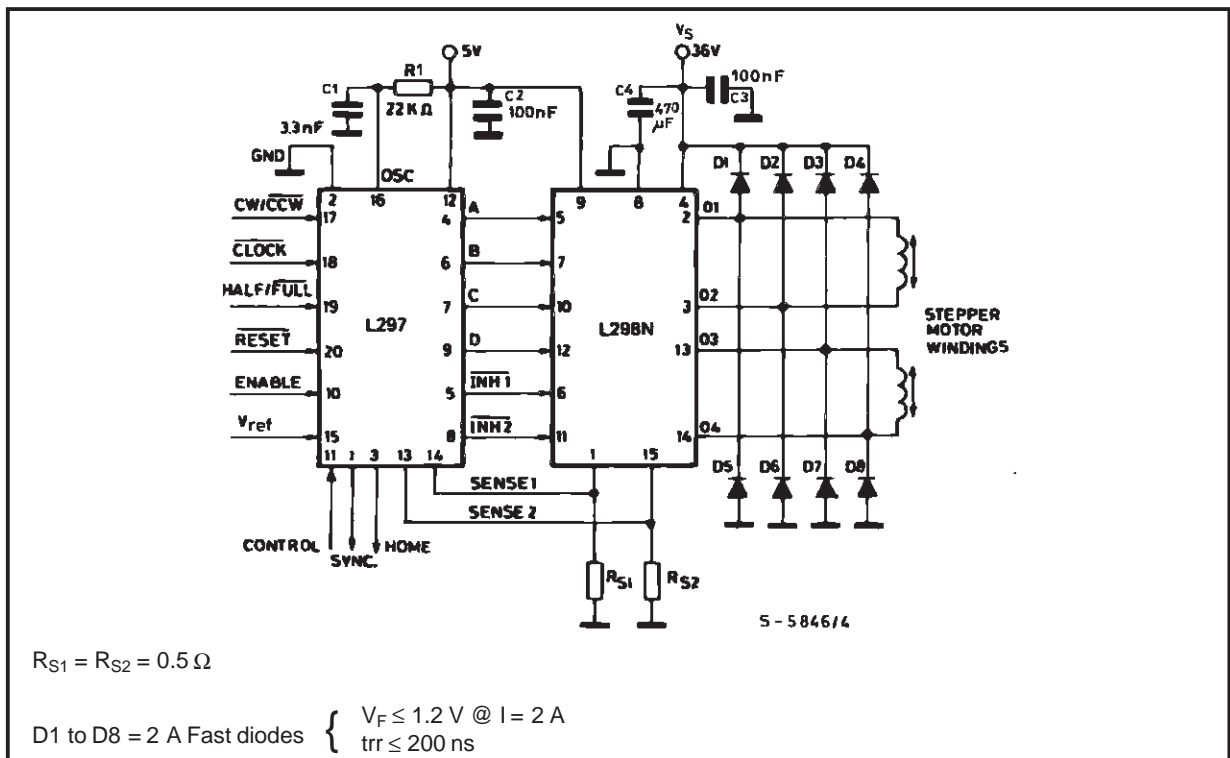 VS
5V
36V
R1
C1
22KΩ
3.3nF
C2
100nF
C4
470
µF
100nF
C3
GND
OSC
D1 D2 D3 D4
2 16 12
9 8 4
CW/CCW 17
4 A 5
2 O1
CLOCK 18
6 B 7
HALF/FULL 19
7 C 10
3 O2
L297
L298N
STEPPER
MOTOR
WINDINGS
RESET 20
9 D 12
13 O3
ENABLE 10
5 INH1 6
Vref 15
8 INH2 11
14 O4
11 1 3 13 14
1 15
D5 D6 D7 D8
SENSE1
SENSE 2
CONTROL
SYNC.
HOME
RS1
RS2
S-5846/4
RS1 = RS2 = 0.5 Ω
D1 to D8 = 2 A Fast diodes {
VF ≤ 1.2 V @ I = 2 A
trr ≤ 200 ns